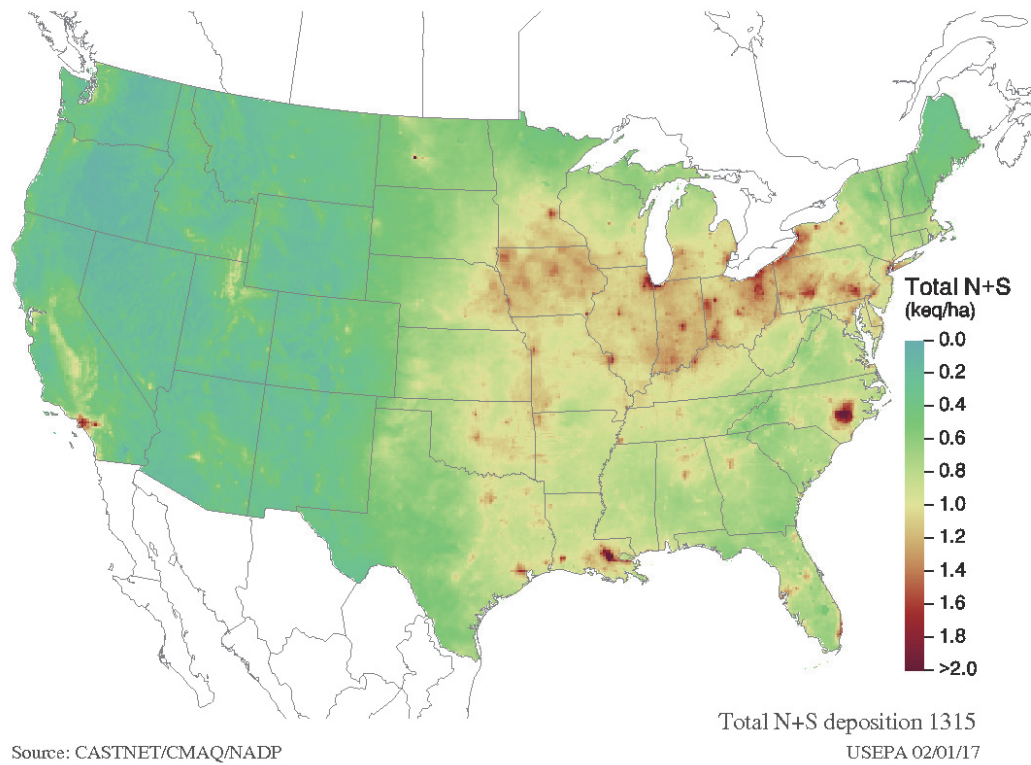 Total N+S
(keq/ha)
0.0
0.2
0.4
0.6
0.8
1.0
1.2
1.4
1.6
1.8
>2.0
Total N+S deposition 1315
Source: CASTNET/CMAQ/NADP
USEPA 02/01/17